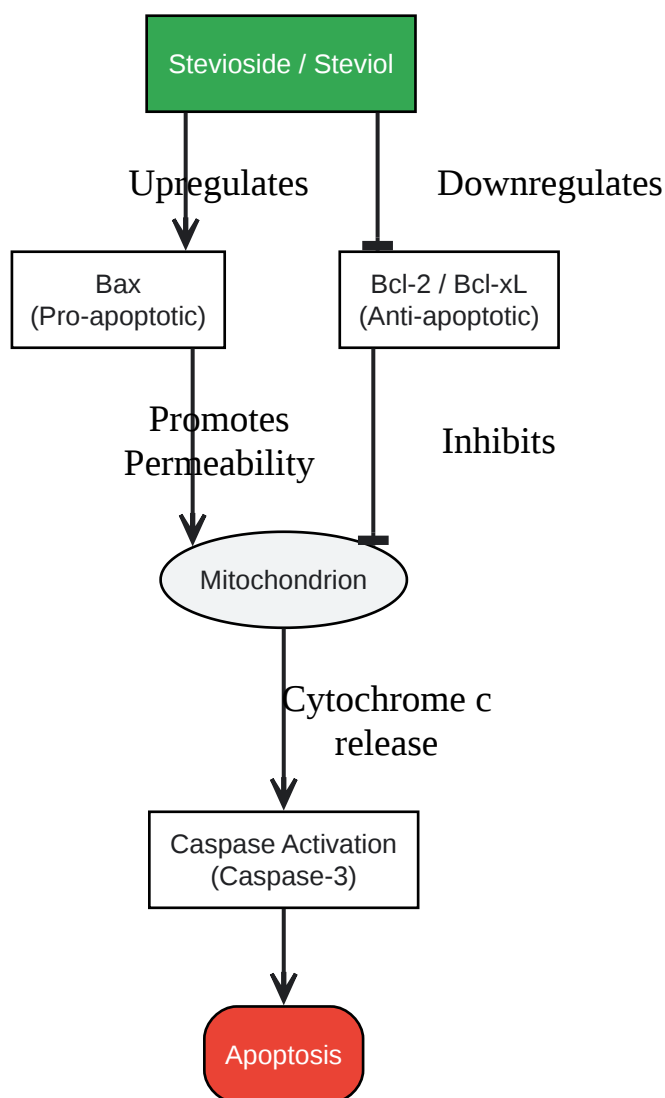 Stevioside / Steviol
Upregulates
Downregulates
Bax
(Pro-apoptotic)
Bcl-2 / Bcl-xL
(Anti-apoptotic)
Promotes
Permeability
Inhibits
Mitochondrion
Cytochrome c
release
Caspase Activation
(Caspase-3)
Apoptosis